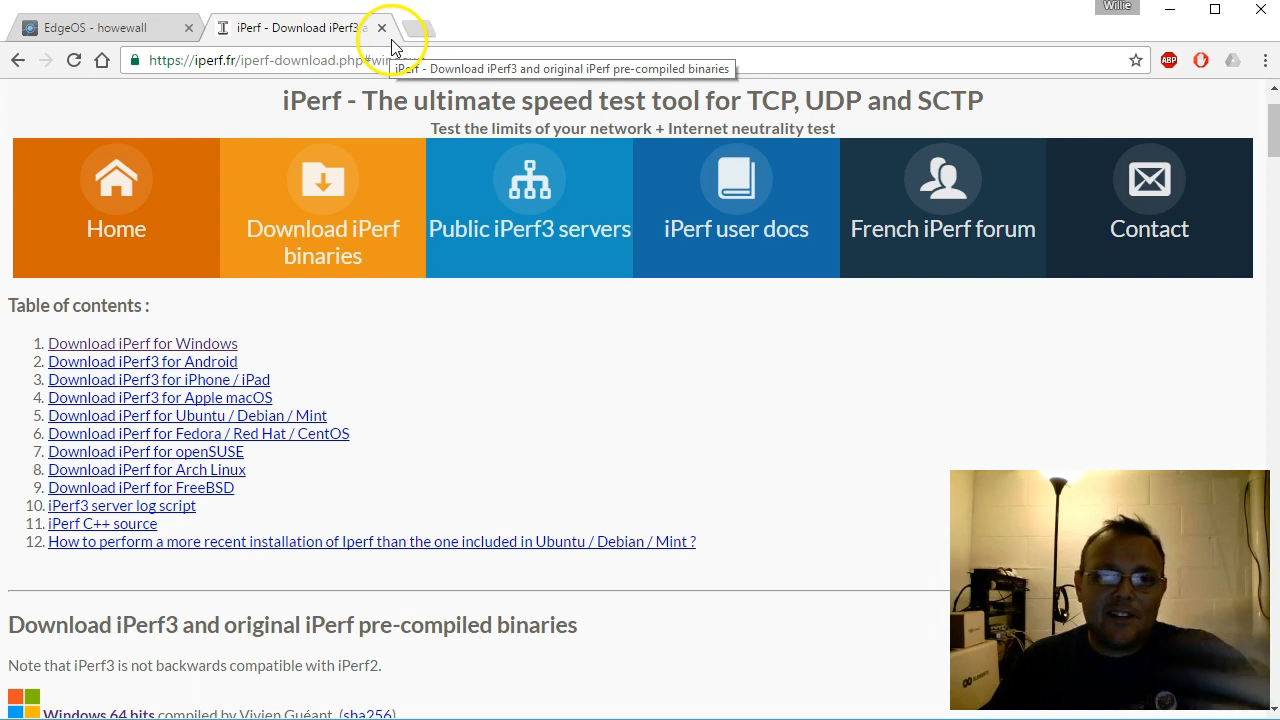 Willie
EdgeOS - howewall
iPerf - Download iPerf3 a
https://iperf.fr/iperf-download.php#win
iPerf - Download iPerf3 and original iPerf pre-compiled binaries
ABP
iPerf - The ultimate speed test tool for TCP, UDP and SCTP
Test the limits of your network + Internet neutrality test
Home
Download iPerf binaries
Public iPerf3 servers
iPerf user docs
French iPerf forum
Contact
Table of contents :
1. Download iPerf for Windows
2. Download iPerf3 for Android
3. Download iPerf3 for iPhone / iPad
4. Download iPerf3 for Apple macOS
5. Download iPerf for Ubuntu / Debian / Mint
6. Download iPerf for Fedora / Red Hat / CentOS
7. Download iPerf for openSUSE
8. Download iPerf for Arch Linux
9. Download iPerf for FreeBSD
10. iPerf3 server log script
11. iPerf C++ source
12. How to perform a more recent installation of Iperf than the one included in Ubuntu / Debian / Mint ?
Download iPerf3 and original iPerf pre-compiled binaries
Note that iPerf3 is not backwards compatible with iPerf2.
Windows 64 bits compiled by Vivien Guéant (sha256)